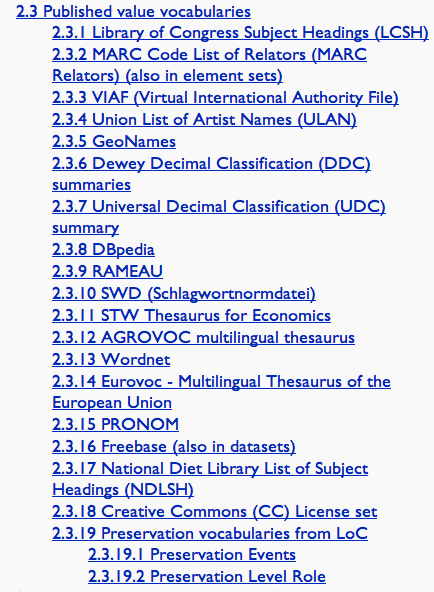 2.3 Published value vocabularies
2.3.1 Library of Congress Subject Headings (LCSH)
2.3.2 MARC Code List of Relators (MARC
Relators) (also in element sets)
2.3.3 VIAF (Virtual International Authority File)
2.3.4 Union List of Artist Names (ULAN)
2.3.5 GeoNames
2.3.6 Dewey Decimal Classification (DDC)
summaries
2.3.7 Universal Decimal Classification (UDC)
summary
2.3.8 DBpedia
2.3.9 RAMEAU
2.3.10 SWD (Schlagwortnormdatei)
2.3.11 STW Thesaurus for Economics
2.3.12 AGROVOC multilingual thesaurus
2.3.13 Wordnet
2.3.14 Eurovoc - Multilingual Thesaurus of the
European Union
2.3.15 PRONOM
2.3.16 Freebase (also in datasets)
2.3.17 National Diet Library List of Subject
Headings (NDLSH)
2.3.18 Creative Commons (CC) License set
2.3.19 Preservation vocabularies from LoC
2.3.19.1 Preservation Events
2.3.19.2 Preservation Level Role